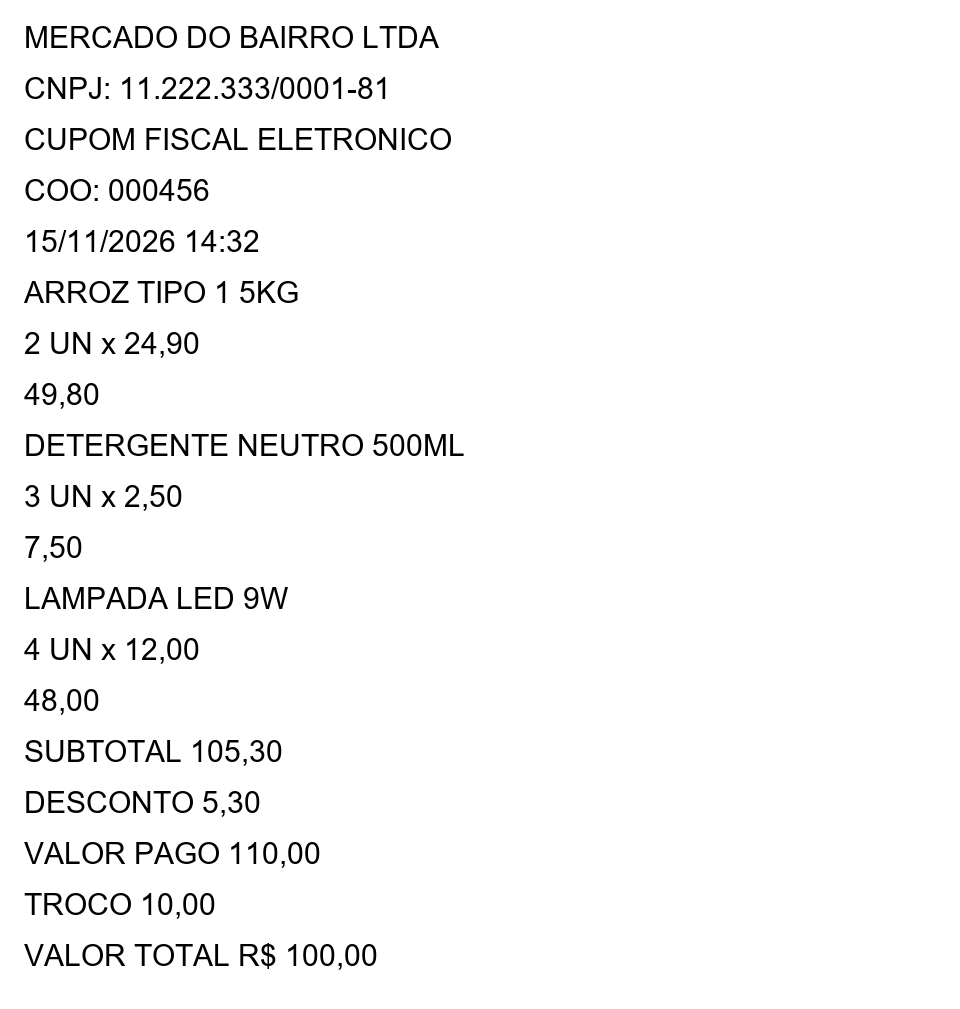 MERCADO DO BAIRRO LTDA
CNPJ: 11.222.333/0001-81
CUPOM FISCAL ELETRONICO
COO: 000456
15/11/2026 14:32
ARROZ TIPO 1 5KG
2 UN x 24,90
49,80
DETERGENTE NEUTRO 500ML
3 UN x 2,50
7,50
LAMPADA LED 9W
4 UN x 12,00
48,00
SUBTOTAL 105,30
DESCONTO 5,30
VALOR PAGO 110,00
TROCO 10,00
VALOR TOTAL R$ 100,00